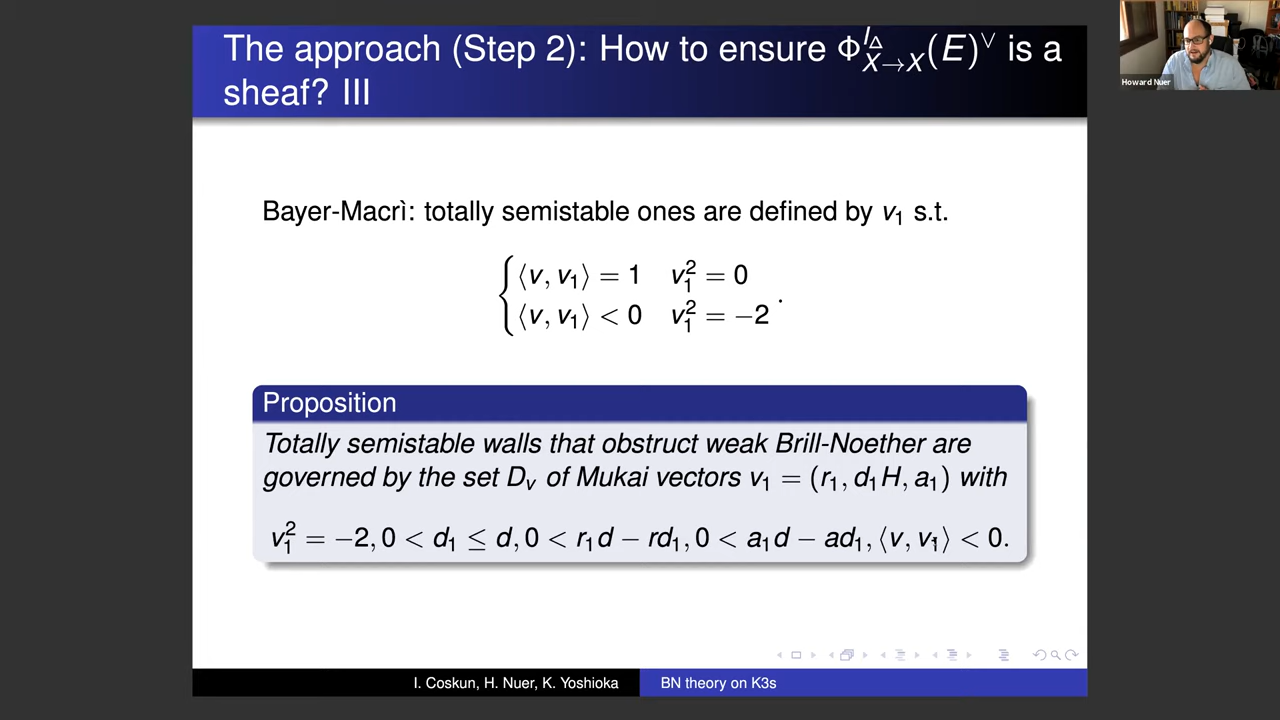 The approach (Step 2): How to ensure Φ^{I_Δ}_{X→X}(E)^∨ is a
sheaf? III
Howard Nuer
Bayer-Macrì: totally semistable ones are defined by v₁ s.t.
{ ⟨v, v₁⟩ = 1 v₁² = 0
⟨v, v₁⟩ < 0 v₁² = −2 .
Proposition
Totally semistable walls that obstruct weak Brill-Noether are
governed by the set D_v of Mukai vectors v₁ = (r₁, d₁H, a₁) with
v₁² = −2, 0 < d₁ ≤ d, 0 < r₁d − rd₁, 0 < a₁d − ad₁, ⟨v, v₁⟩ < 0.
I. Coskun, H. Nuer, K. Yoshioka
BN theory on K3s